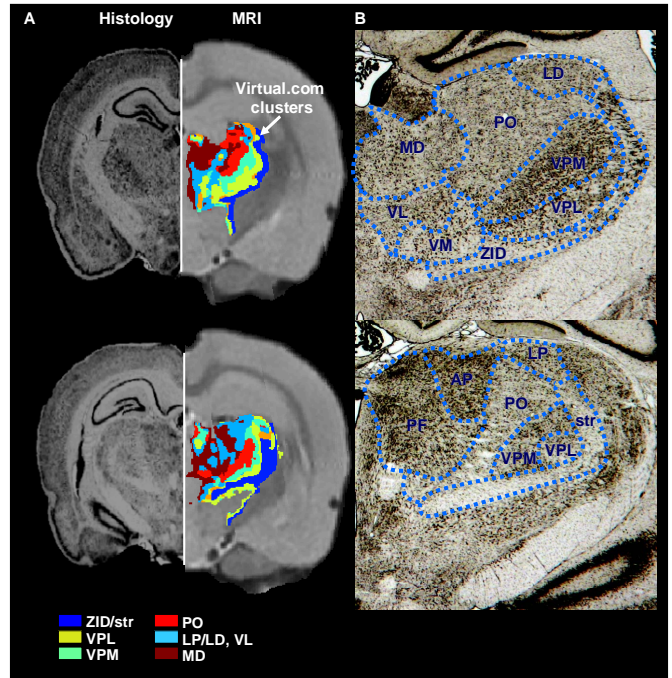 A
Histology
MRI
B
Virtual.com
clusters
LD
PO
MD
VPM
VL
VPL
VM
ZID
LP
AP
PO
PF
str
VPL
VPM
ZID/str
PO
VPL
LP/LD, VL
VPM
MD